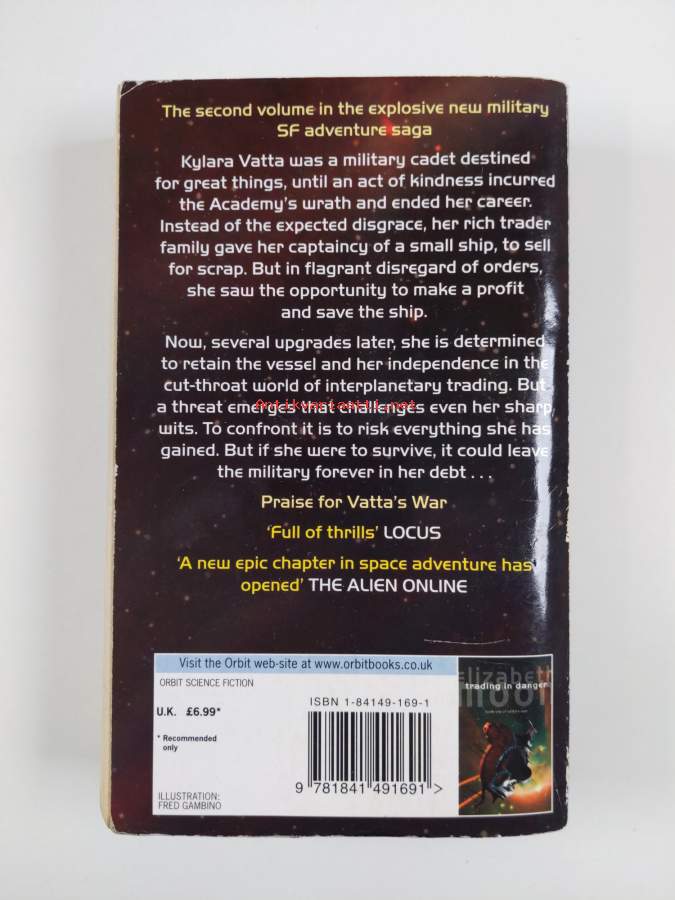 The second volume in the explosive new military
SF adventure saga
Kylara Vatta was a military cadet destined
for great things, until an act of kindness incurred
the Academy's wrath and ended her career.
Instead of the expected disgrace, her rich trader
family gave her captaincy of a small ship, to sell
for scrap. But in flagrant disregard of orders,
she saw the opportunity to make a profit
and save the ship.
Now, several upgrades later, she is determined
to retain the vessel and her independence in the
cut-throat world of interplanetary trading. But
a threat emerges that challenges even her sharp
Antikvariaatti.net
wits. To confront it is to risk everything she has
gained. But if she were to survive, it could leave
the military forever in her debt . . .
Praise for Vatta's War
'Full of thrills' LOCUS
'A new epic chapter in space adventure has
opened' THE ALIEN ONLINE
Visit the Orbit web-site at www.orbitbooks.co.uk
ORBIT SCIENCE FICTION
U.K. £6.99*
* Recommended
only
ILLUSTRATION:
FRED GAMBINO
ISBN 1-84149-169-1
9 781841 491691 >
elizabeth
trading in danger
moon